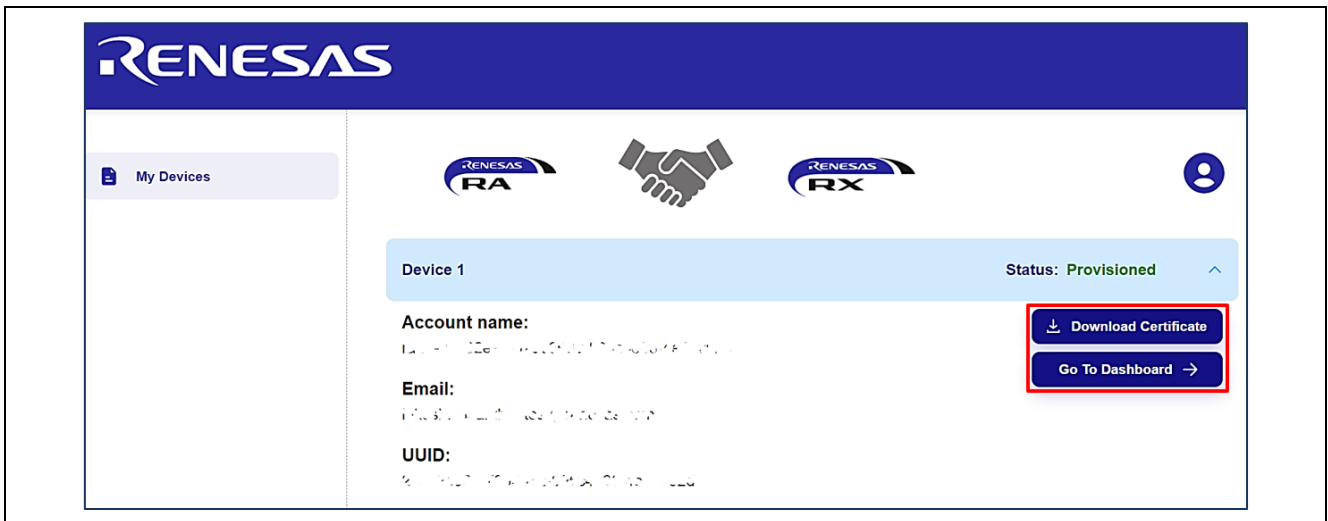 RENESAS
My Devices
RENESAS
RA
RENESAS
RX
Device 1
Status: Provisioned
Account name:
Download Certificate
Go To Dashboard
Email:
UUID: